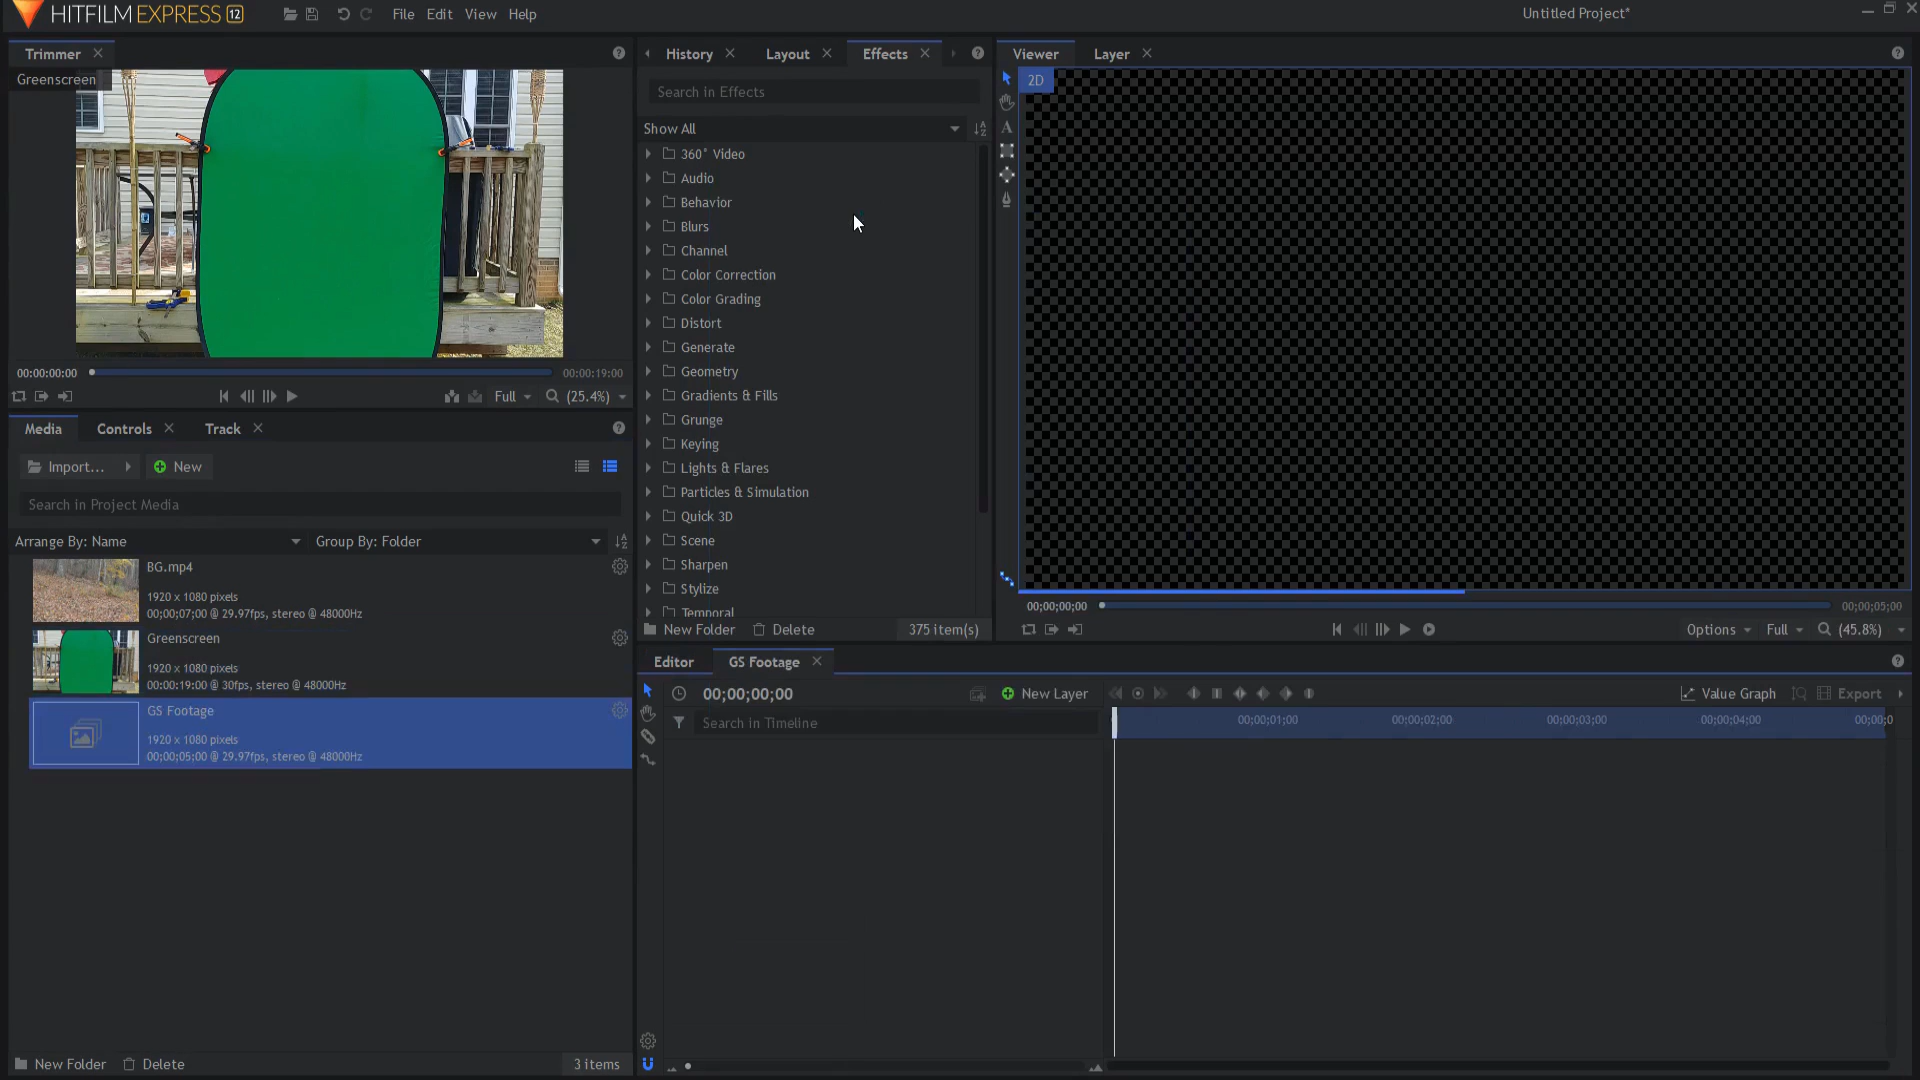 HITFILM EXPRESS 12
File Edit View Help
Untitled Project*
Trimmer
Greenscreen
00:00:00:00
00:00:19:00
Full
(25.4%)
Media Controls Track
Import...
New
Search in Project Media
Arrange By: Name
Group By: Folder
BG.mp4
1920 x 1080 pixels
00;00;07;00 @ 29.97fps, stereo @ 48000Hz
Greenscreen
1920 x 1080 pixels
00:00:19:00 @ 30fps, stereo @ 48000Hz
GS Footage
1920 x 1080 pixels
00;00;05;00 @ 29.97fps, stereo @ 48000Hz
New Folder
Delete
3 items
History Layout Effects
Search in Effects
Show All
360° Video
Audio
Behavior
Blurs
Channel
Color Correction
Color Grading
Distort
Generate
Geometry
Gradients & Fills
Grunge
Keying
Lights & Flares
Particles & Simulation
Quick 3D
Scene
Sharpen
Stylize
Temporal
New Folder
Delete
375 item(s)
Viewer Layer
2D
00;00;00;00
00;00;05;00
Options
Full
(45.8%)
Editor GS Footage
00;00;00;00
New Layer
Value Graph
Export
Search in Timeline
00;00;01;00
00;00;02;00
00;00;03;00
00;00;04;00
00;00;0